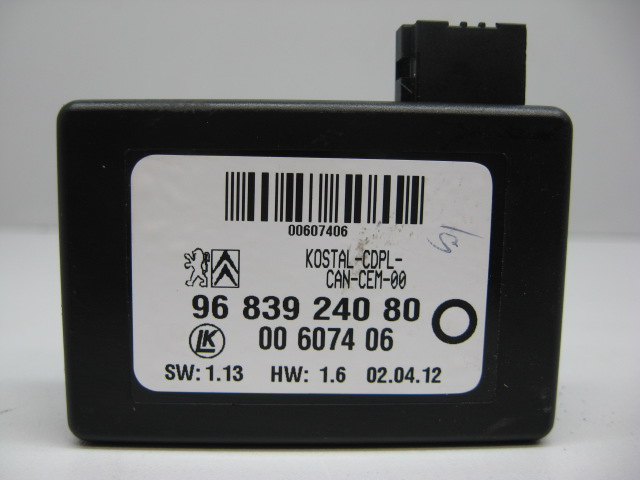 00607406
KOSTAL-CDPL-
CAN-CEM-00
96 839 240 80
LK
00 6074 06
SW: 1.13 HW: 1.6 02.04.12